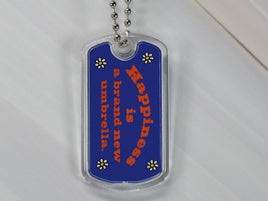 Happiness
is
a brand new
umbrella.